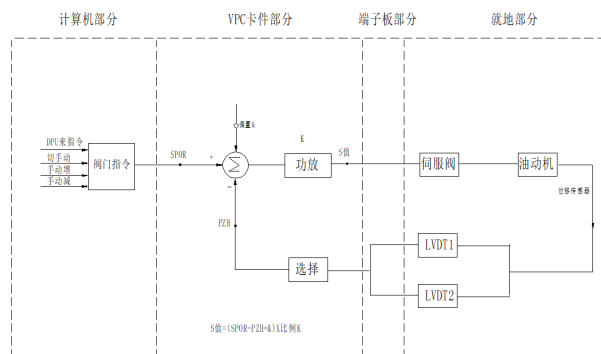 计算机部分
VPC卡件部分
端子板部分
就地部分
DPU来指令
切手动
手动增
手动减
阀门指令
SPOR
+
偏置&
Σ
−
K
功放
S值
伺服阀
油动机
位移传感器
PZH
选择
LVDT1
LVDT2
S值=(SPOR-PZH+&)X比例K